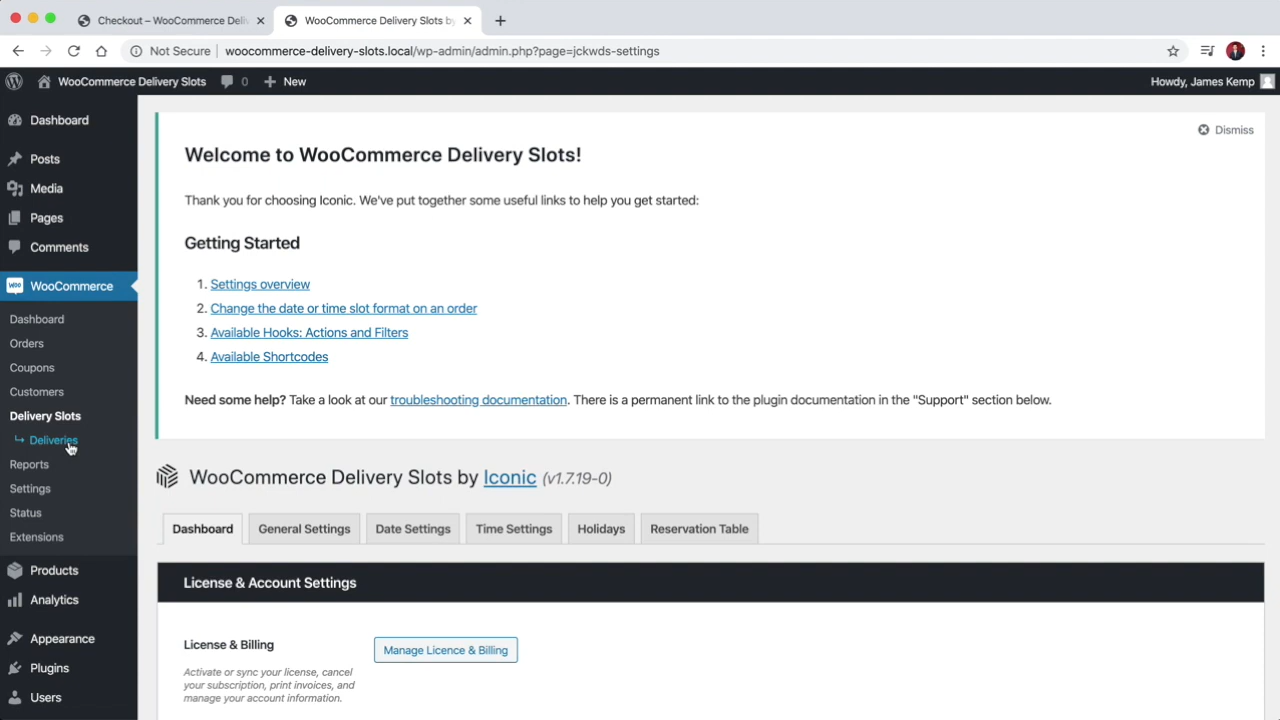 Checkout – WooCommerce Deliv
WooCommerce Delivery Slots by
Not Secure
woocommerce-delivery-slots.local/wp-admin/admin.php?page=jckwds-settings
WooCommerce Delivery Slots
0
New
Howdy, James Kemp
Dashboard
Posts
Media
Pages
Comments
WooCommerce
Dashboard
Orders
Coupons
Customers
Delivery Slots
Deliveries
Reports
Settings
Status
Extensions
Products
Analytics
Appearance
Plugins
Users
Dismiss
Welcome to WooCommerce Delivery Slots!
Thank you for choosing Iconic. We've put together some useful links to help you get started:
Getting Started
1. Settings overview
2. Change the date or time slot format on an order
3. Available Hooks: Actions and Filters
4. Available Shortcodes
Need some help? Take a look at our troubleshooting documentation. There is a permanent link to the plugin documentation in the "Support" section below.
WooCommerce Delivery Slots by Iconic (v1.7.19-0)
Dashboard
General Settings
Date Settings
Time Settings
Holidays
Reservation Table
License & Account Settings
License & Billing
Activate or sync your license, cancel
your subscription, print invoices, and
manage your account information.
Manage Licence & Billing